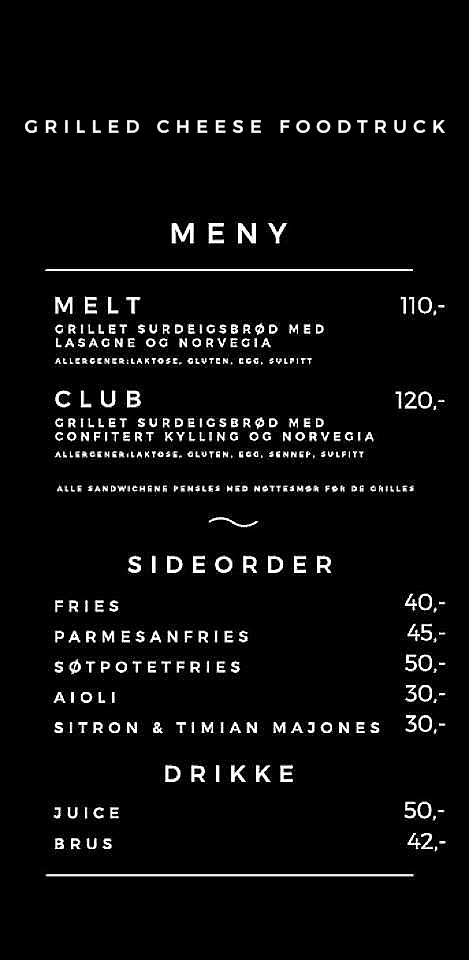 GRILLED CHEESE FOODTRUCK
MENY
MELT 110,-
GRILLET SURDEIGSBRØD MED
LASAGNE OG NORVEGIA
ALLERGENER:LAKTOSE, GLUTEN, EGG, SULFITT
CLUB 120,-
GRILLET SURDEIGSBRØD MED
CONFITERT KYLLING OG NORVEGIA
ALLERGENER:LAKTOSE, GLUTEN, EGG, SENNEP, SULFITT
ALLE SANDWICHENE PENSLES MED NØTTESMØR FØR DE GRILLES
SIDEORDER
FRIES 40,-
PARMESANFRIES 45,-
SØTPOTETFRIES 50,-
AIOLI 30,-
SITRON & TIMIAN MAJONES 30,-
DRIKKE
JUICE 50,-
BRUS 42,-